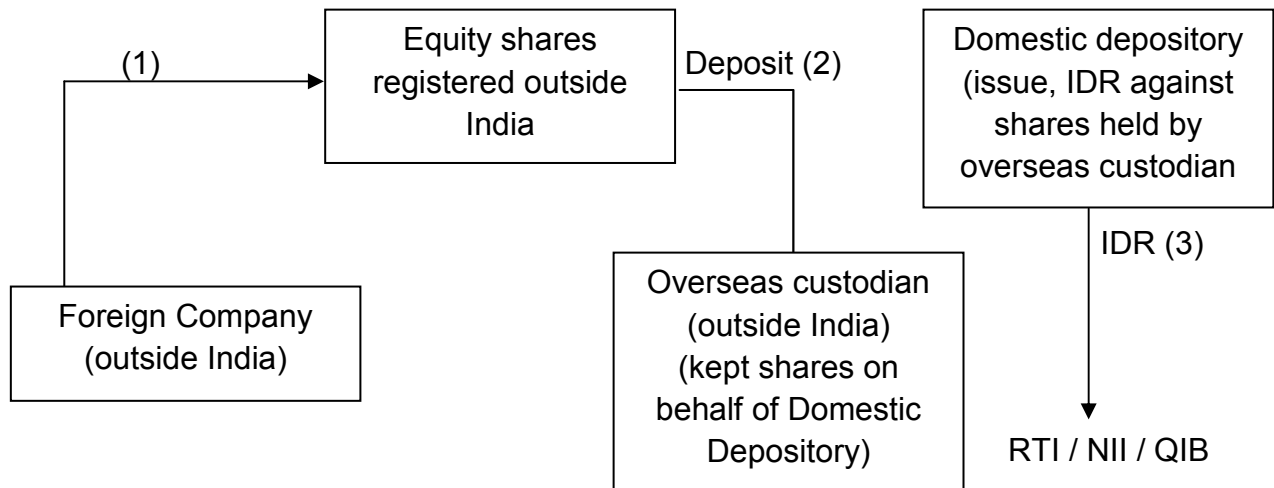 (1)
Equity shares
registered outside
India
Deposit (2)
Domestic depository
(issue, IDR against
shares held by
overseas custodian
IDR (3)
Foreign Company
(outside India)
Overseas custodian
(outside India)
(kept shares on
behalf of Domestic
Depository)
RTI / NII / QIB